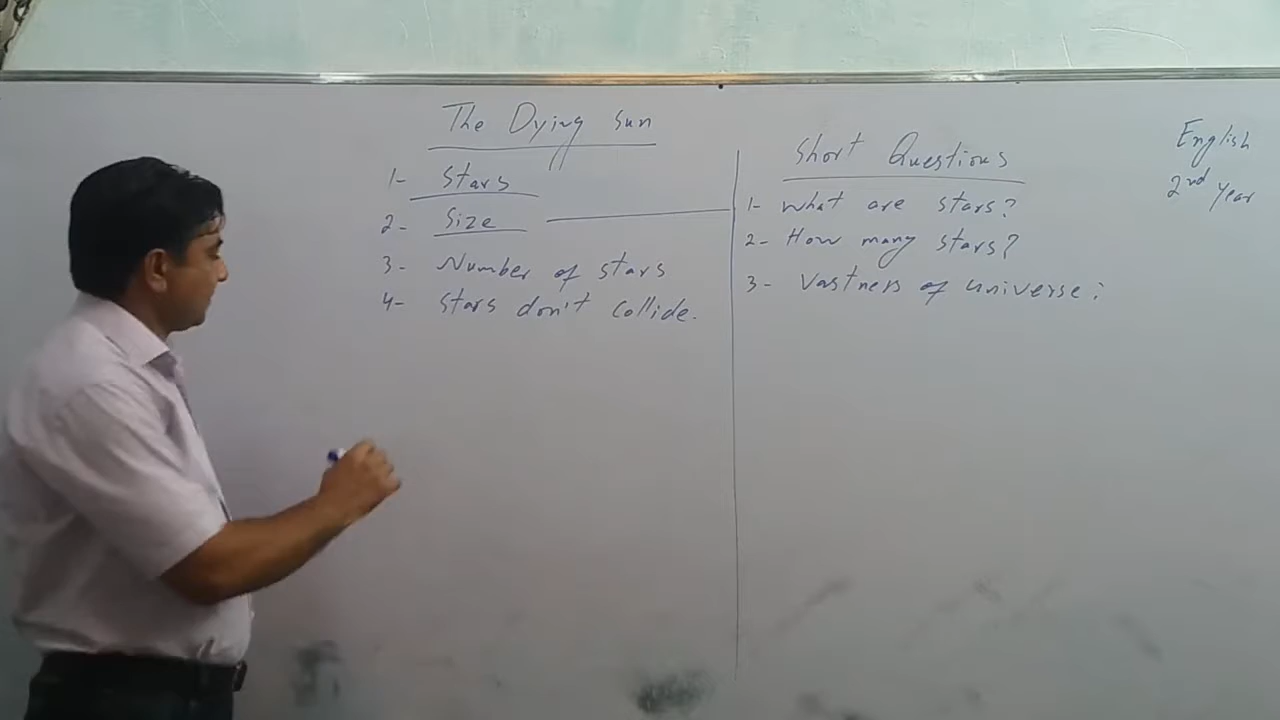 The Dying Sun
1- Stars
2- Size
3- Number of stars
4- Stars don't collide.
Short Questions
1- What are stars?
2- How many stars?
3- Vastness of universe:
English
2nd Year